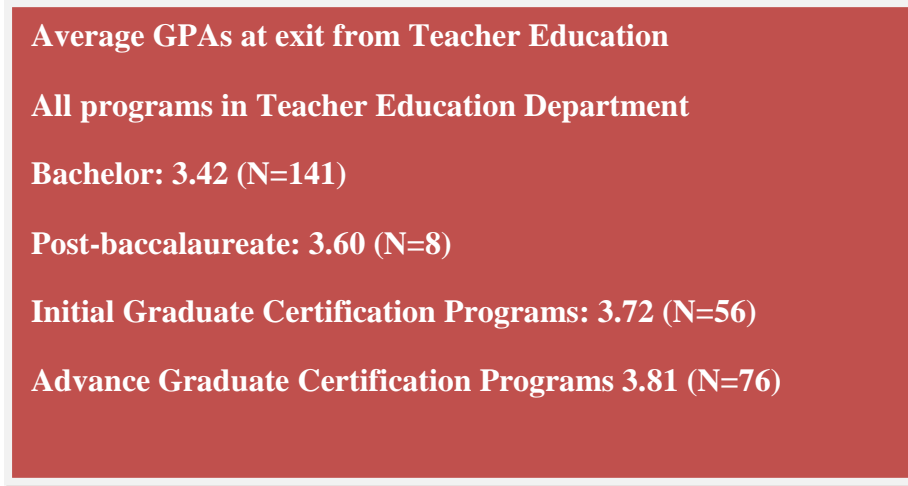 Average GPAs at exit from Teacher Education
All programs in Teacher Education Department
Bachelor: 3.42 (N=141)
Post-baccalaureate: 3.60 (N=8)
Initial Graduate Certification Programs: 3.72 (N=56)
Advance Graduate Certification Programs 3.81 (N=76)